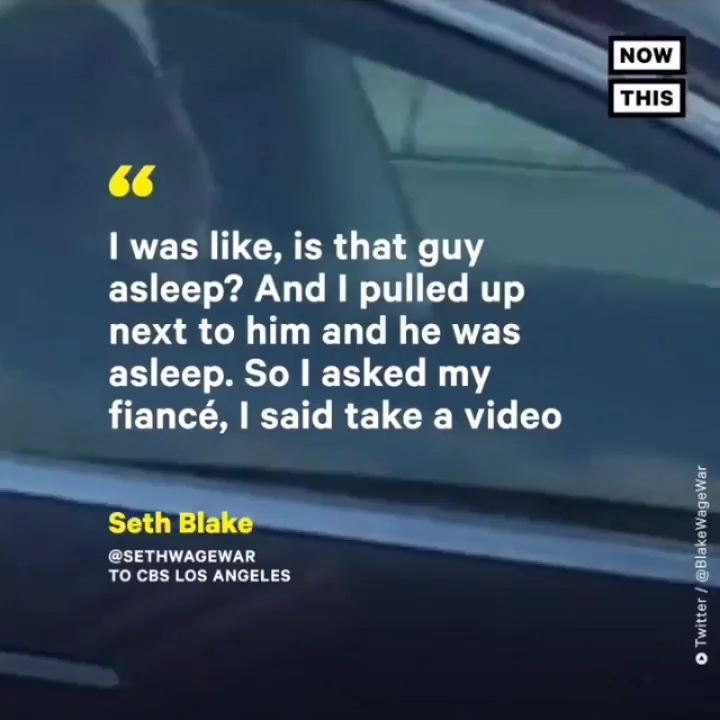 NOW
THIS
“
I was like, is that guy
asleep? And I pulled up
next to him and he was
asleep. So I asked my
fiancé, I said take a video
Seth Blake
@SETHWAGEWAR
TO CBS LOS ANGELES
Twitter / @BlakeWageWar